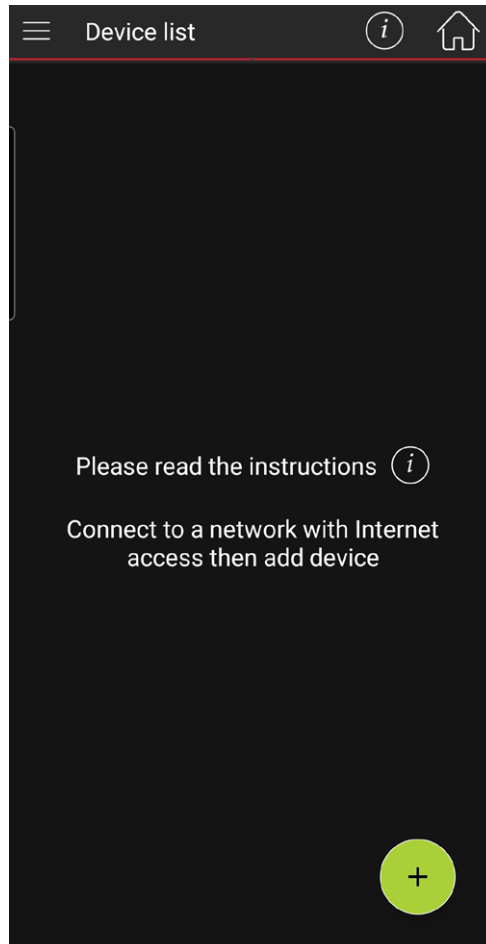 Device list
Please read the instructions
Connect to a network with Internet
access then add device